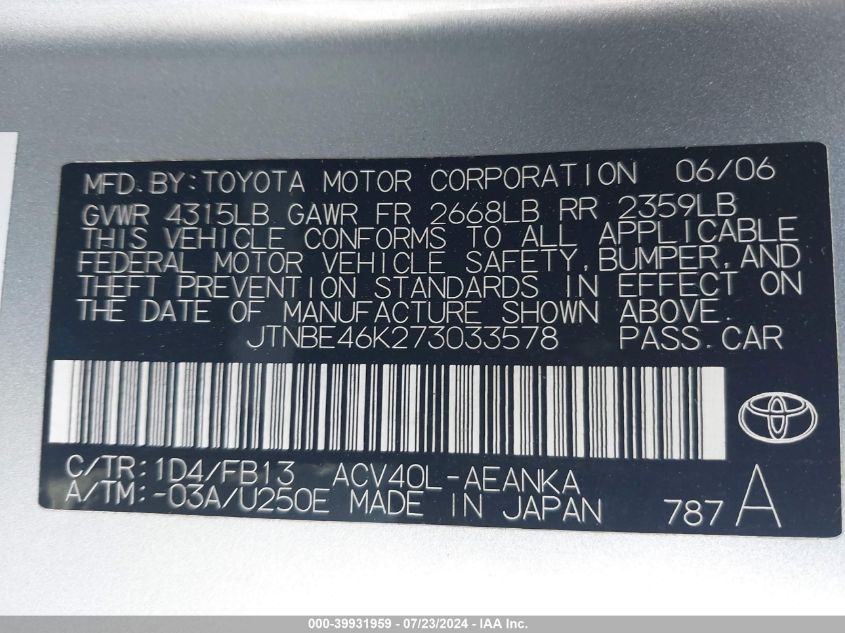 MFD. BY: TOYOTA MOTOR CORPORATION 06/06
GVWR 4315LB GAWR FR 2668LB RR 2359LB
THIS VEHICLE CONFORMS TO ALL APPLICABLE
FEDERAL MOTOR VEHICLE SAFETY, BUMPER, AND
THEFT PREVENTION STANDARDS IN EFFECT ON
THE DATE OF MANUFACTURE SHOWN ABOVE.
JTNBE46K273033578 PASS. CAR
C/TR: 1D4/FB13 ACV40L-AEANKA
A/TM: -03A/U250E MADE IN JAPAN 787 A
000-39931959 / 07/23/2024 - IAA Inc.